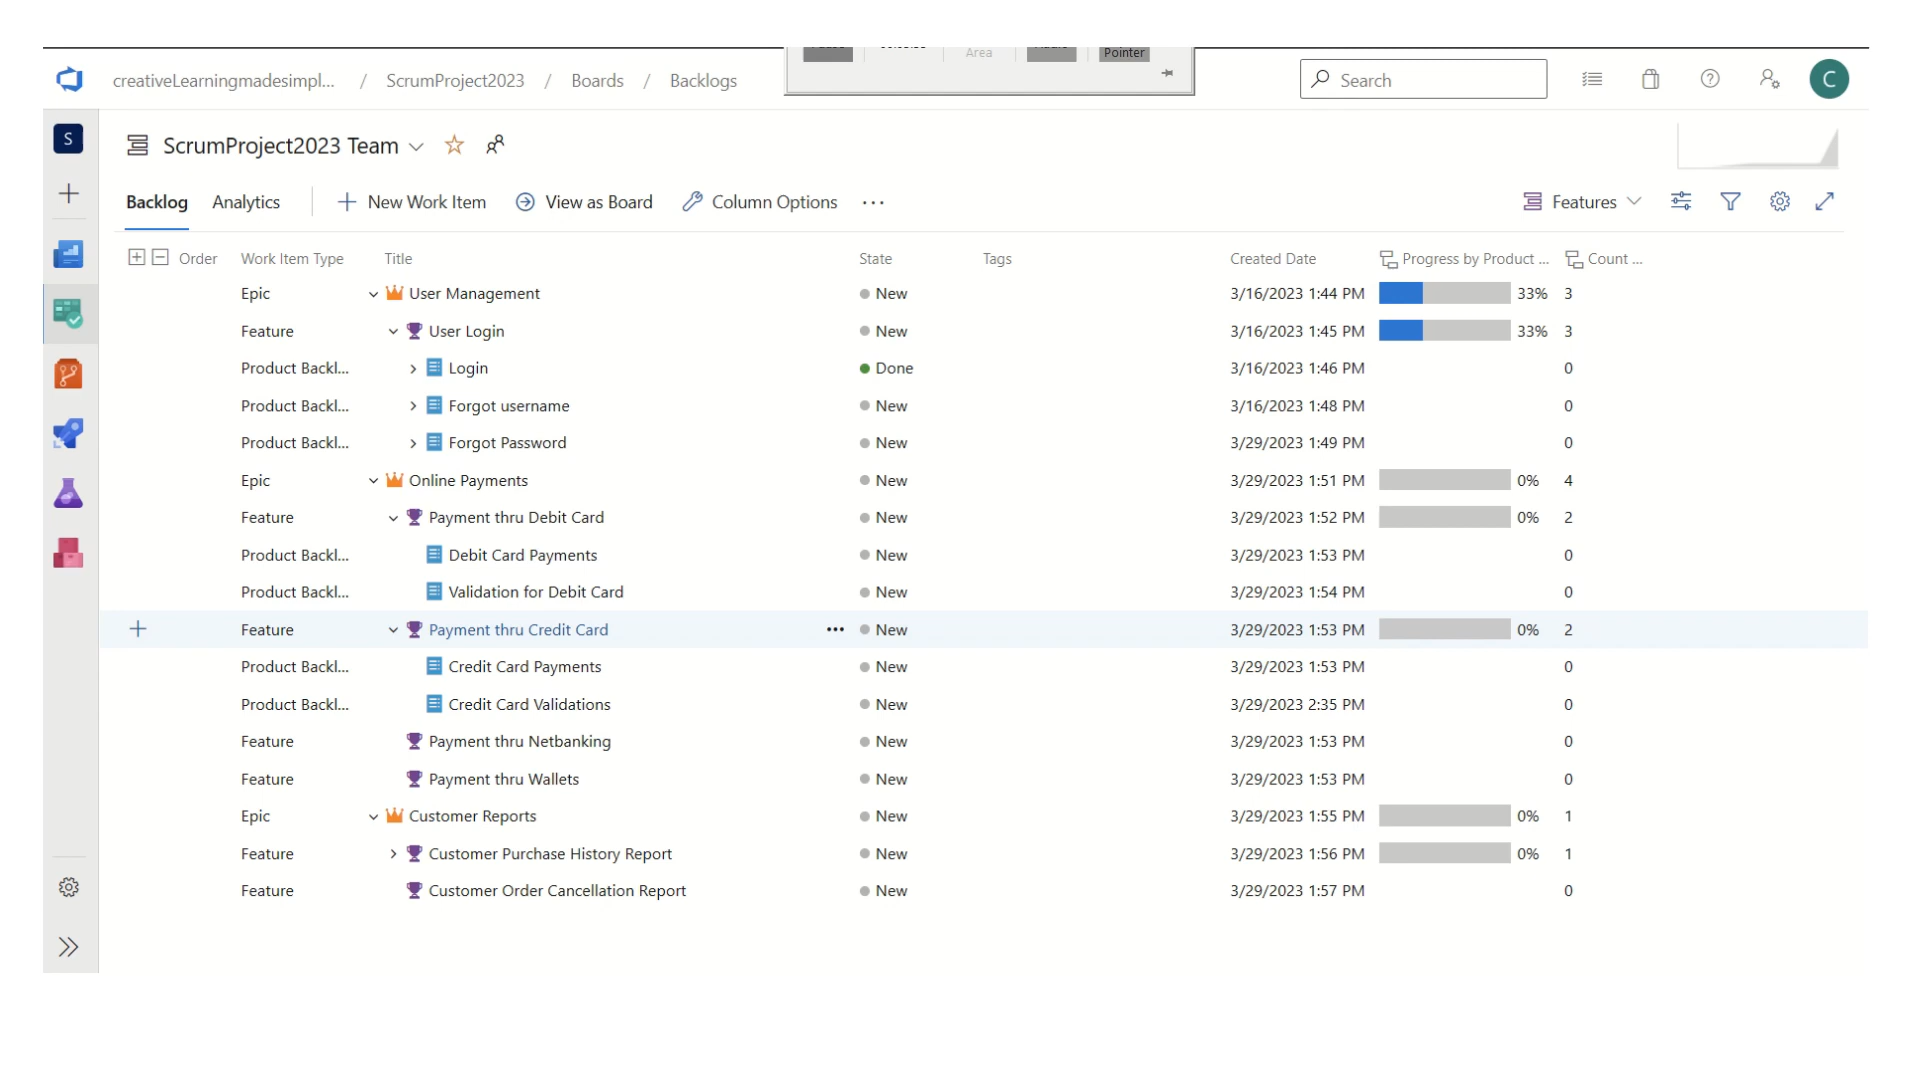 Area
Pointer
creativeLearningmadesimpl... / ScrumProject2023 / Boards / Backlogs
Search
C
S
ScrumProject2023 Team
Backlog Analytics New Work Item View as Board Column Options ... Features
Order Work Item Type Title State Tags Created Date Progress by Product ... Count ...
Epic User Management New 3/16/2023 1:44 PM 33% 3
Feature User Login New 3/16/2023 1:45 PM 33% 3
Product Backl... Login Done 3/16/2023 1:46 PM 0
Product Backl... Forgot username New 3/16/2023 1:48 PM 0
Product Backl... Forgot Password New 3/29/2023 1:49 PM 0
Epic Online Payments New 3/29/2023 1:51 PM 0% 4
Feature Payment thru Debit Card New 3/29/2023 1:52 PM 0% 2
Product Backl... Debit Card Payments New 3/29/2023 1:53 PM 0
Product Backl... Validation for Debit Card New 3/29/2023 1:54 PM 0
Feature Payment thru Credit Card ... New 3/29/2023 1:53 PM 0% 2
Product Backl... Credit Card Payments New 3/29/2023 1:53 PM 0
Product Backl... Credit Card Validations New 3/29/2023 2:35 PM 0
Feature Payment thru Netbanking New 3/29/2023 1:53 PM 0
Feature Payment thru Wallets New 3/29/2023 1:53 PM 0
Epic Customer Reports New 3/29/2023 1:55 PM 0% 1
Feature Customer Purchase History Report New 3/29/2023 1:56 PM 0% 1
Feature Customer Order Cancellation Report New 3/29/2023 1:57 PM 0